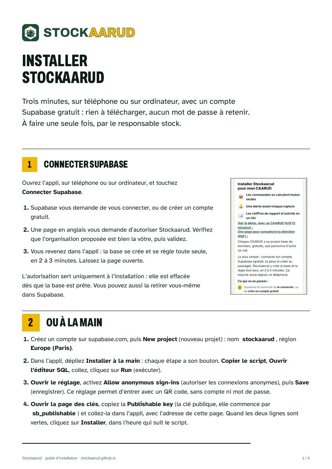 STOCKAARUD
INSTALLER
STOCKAARUD
Trois minutes, sur téléphone ou sur ordinateur, avec un compte
Supabase gratuit : rien à télécharger, aucun mot de passe à retenir.
À faire une seule fois, par le responsable stock.
1 CONNECTER SUPABASE
Ouvrez l'appli, sur téléphone ou sur ordinateur, et touchez
Connecter Supabase.
1. Supabase vous demande de vous connecter, ou de créer un compte
gratuit.
2. Une page en anglais vous demande d'autoriser Stockaarud. Vérifiez
que l'organisation proposée est bien la vôtre, puis validez.
3. Vous revenez dans l'appli : la base se crée et se règle toute seule,
en 2 à 3 minutes. Laissez la page ouverte.
L'autorisation sert uniquement à l'installation : elle est effacée
dès que la base est prête. Vous pouvez aussi la retirer vous-même
dans Supabase.
Installer Stockaarud
pour mon CAARUD
Les commandes se calculent toutes
seules
Une alerte avant chaque rupture
Les chiffres du rapport d'activité en
un clic
2 OU À LA MAIN
1. Créez un compte sur supabase.com, puis New project (nouveau projet) : nom stockaarud , région
Europe (Paris).
2. Dans l'appli, dépliez Installer à la main : chaque étape a son bouton. Copier le script, Ouvrir
l'éditeur SQL, collez, cliquez sur Run (exécuter).
3. Ouvrir le réglage, activez Allow anonymous sign-ins (autoriser les connexions anonymes), puis Save
(enregistrer). Ce réglage permet d'entrer avec un QR code, sans compte ni mot de passe.
4. Ouvrir la page des clés, copiez la Publishable key (la clé publique, elle commence par
sb_publishable ) et collez-la dans l'appli, avec l'adresse de cette page. Quand les deux lignes sont
vertes, cliquez sur Installer, dans l'heure qui suit le script.
Stockaarud · guide d'installation · stockaarud.github.io